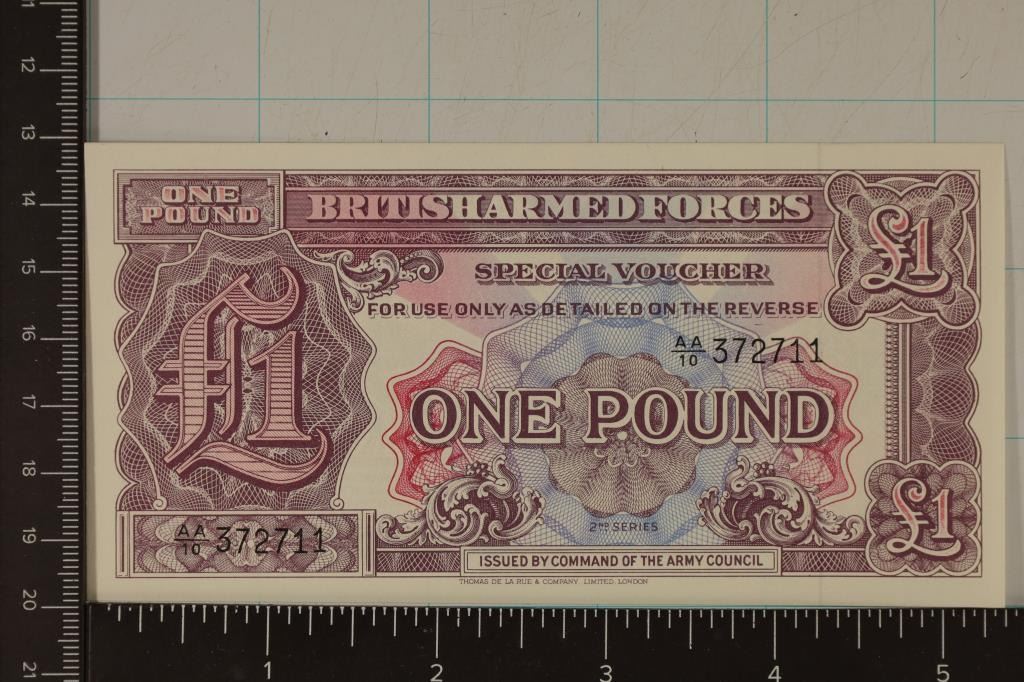 ONE
POUND
BRITISH ARMED FORCES
£1
SPECIAL VOUCHER
FOR USE ONLY AS DETAILED ON THE REVERSE
AA/10 372711
£1
ONE POUND
2ND SERIES
£1
AA/10 372711
ISSUED BY COMMAND OF THE ARMY COUNCIL
THOMAS DE LA RUE & COMPANY, LIMITED, LONDON
12
13
14
15
16
17
18
19
20
21
1 2 3 4 5